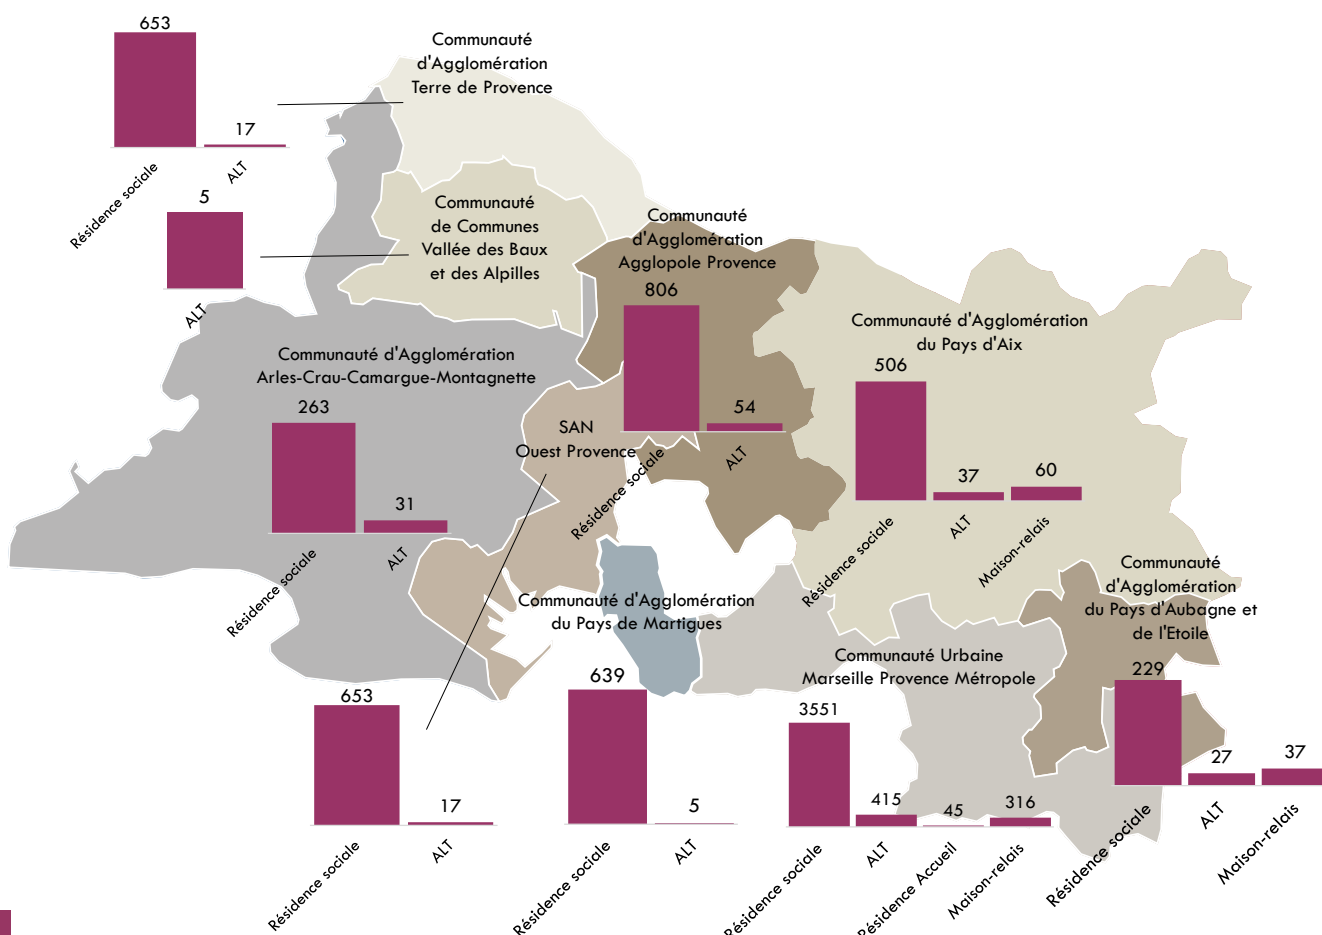 653
17
Résidence sociale
ALT
Communauté
d'Agglomération
Terre de Provence
5
ALT
Communauté
de Communes
Vallée des Baux
et des Alpilles
Communauté
d'Agglomération
Agglopole Provence
806
54
Résidence sociale
ALT
Communauté d'Agglomération
du Pays d'Aix
506
37
60
Résidence sociale
ALT
Maison-relais
Communauté d'Agglomération
Arles-Crau-Camargue-Montagnette
263
31
Résidence sociale
ALT
SAN
Ouest Provence
653
17
Résidence sociale
ALT
Communauté d'Agglomération
du Pays de Martigues
639
5
Résidence sociale
ALT
Communauté Urbaine
Marseille Provence Métropole
3551
415
45
316
Résidence sociale
ALT
Résidence Accueil
Maison-relais
Communauté
d'Agglomération
du Pays d'Aubagne et
de l'Etoile
229
27
37
Résidence sociale
ALT
Maison-relais